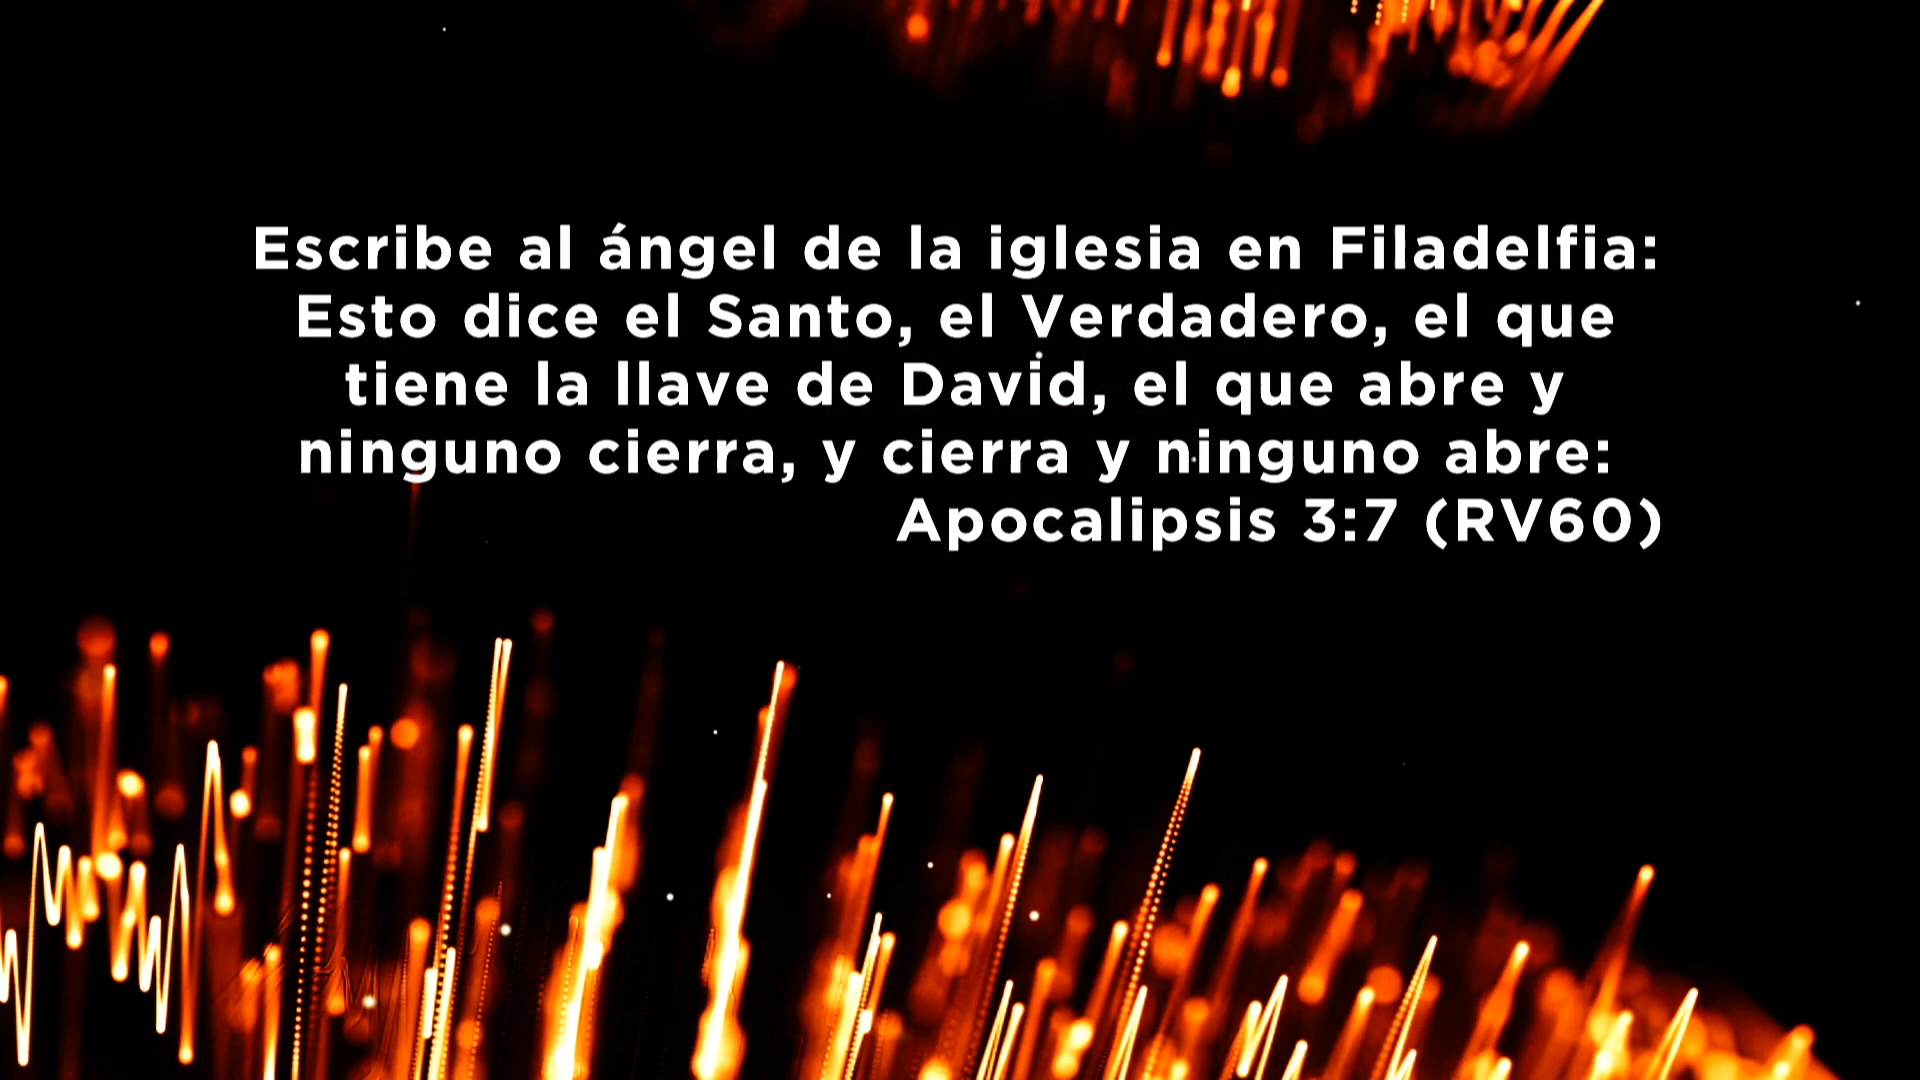 Escribe al ángel de la iglesia en Filadelfia:
Esto dice el Santo, el Verdadero, el que
tiene la llave de David, el que abre y
ninguno cierra, y cierra y ninguno abre:
Apocalipsis 3:7 (RV60)